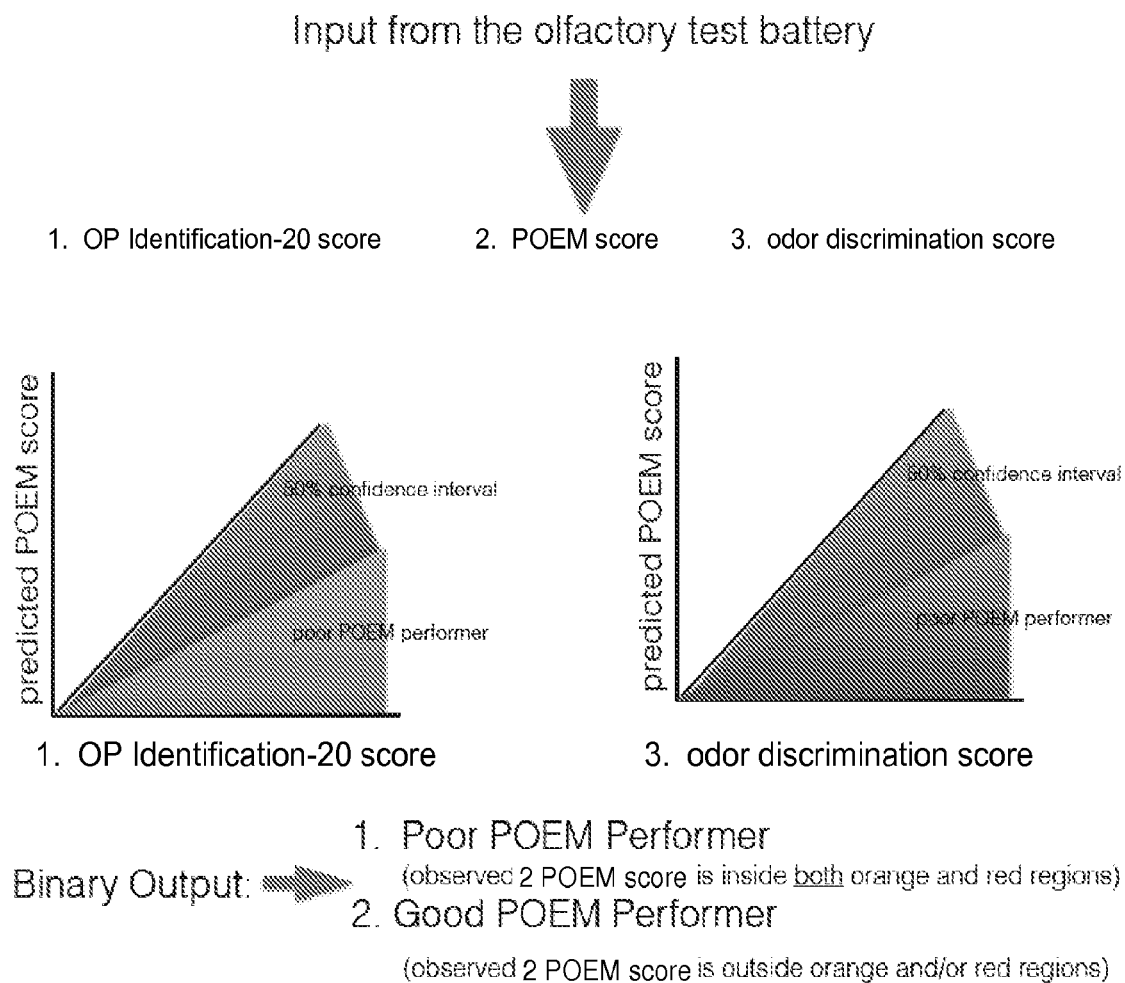 Input from the olfactory test battery
1. OP Identification-20 score
2. POEM score
3. odor discrimination score
predicted POEM score
confidence interval
poor POEM performer
1. OP Identification-20 score
predicted POEM score
confidence interval
poor POEM performer
3. odor discrimination score
Binary Output:
1. Poor POEM Performer
(observed 2 POEM score is inside both orange and red regions)
2. Good POEM Performer
(observed 2 POEM score is outside orange and/or red regions)